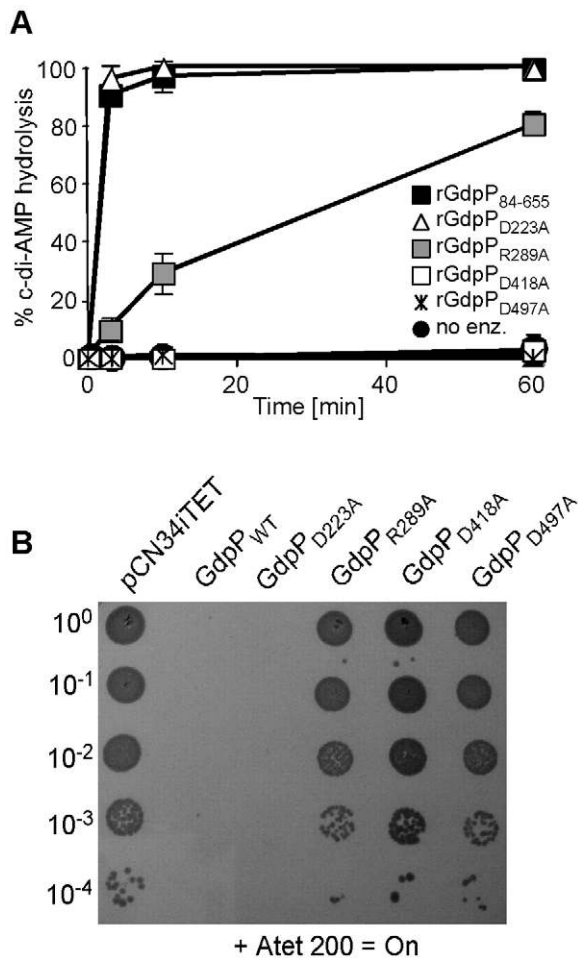 A
% c-di-AMP hydrolysis
100
80
60
40
20
0
rGdpP84-655
rGdpPD223A
rGdpPR289A
rGdpPD418A
rGdpPD497A
no enz.
0 20 40 60
Time [min]
B
pCN34iTET GdpPWT GdpPD223A GdpPR289A GdpPD418A GdpPD497A
10⁰
10⁻¹
10⁻²
10⁻³
10⁻⁴
+ Atet 200 = On